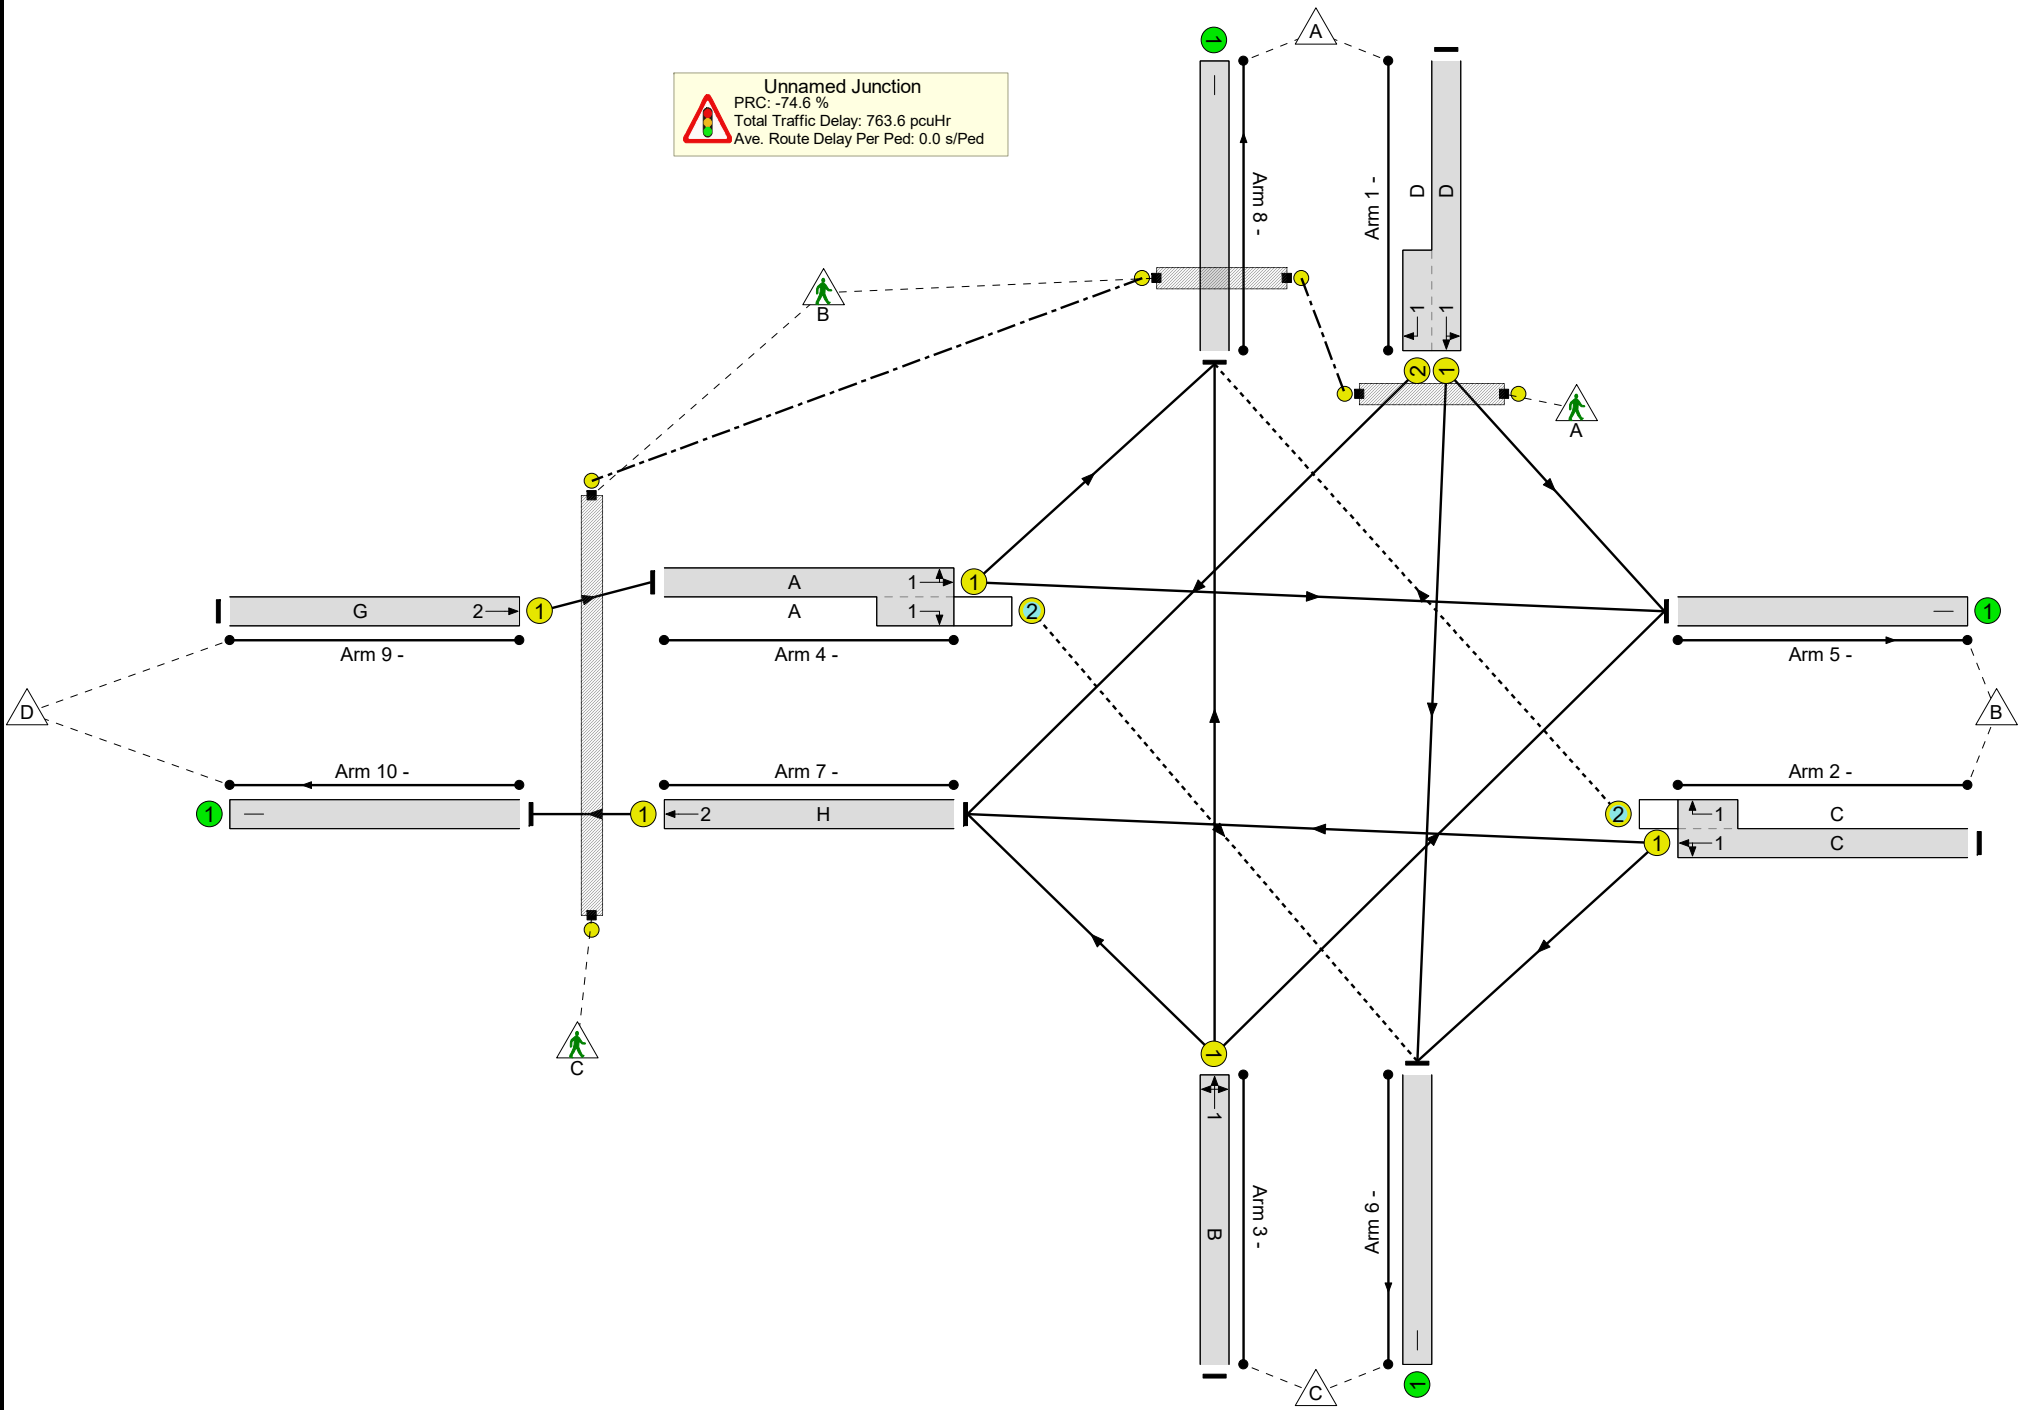 A
1
Unnamed Junction
PRC: -74.6 %
Total Traffic Delay: 763.6 pcuHr
Ave. Route Delay Per Ped: 0.0 s/Ped
Arm 8 -
Arm 1 -
D
D
B
1
1
2
1
A
A
1
1
G
2
1
A
1
2
1
Arm 9 -
Arm 4 -
Arm 5 -
D
B
Arm 10 -
Arm 7 -
Arm 2 -
1
1
2
H
2
1
C
1
1
C
C
1
1
B
Arm 3 -
Arm 6 -
C
1